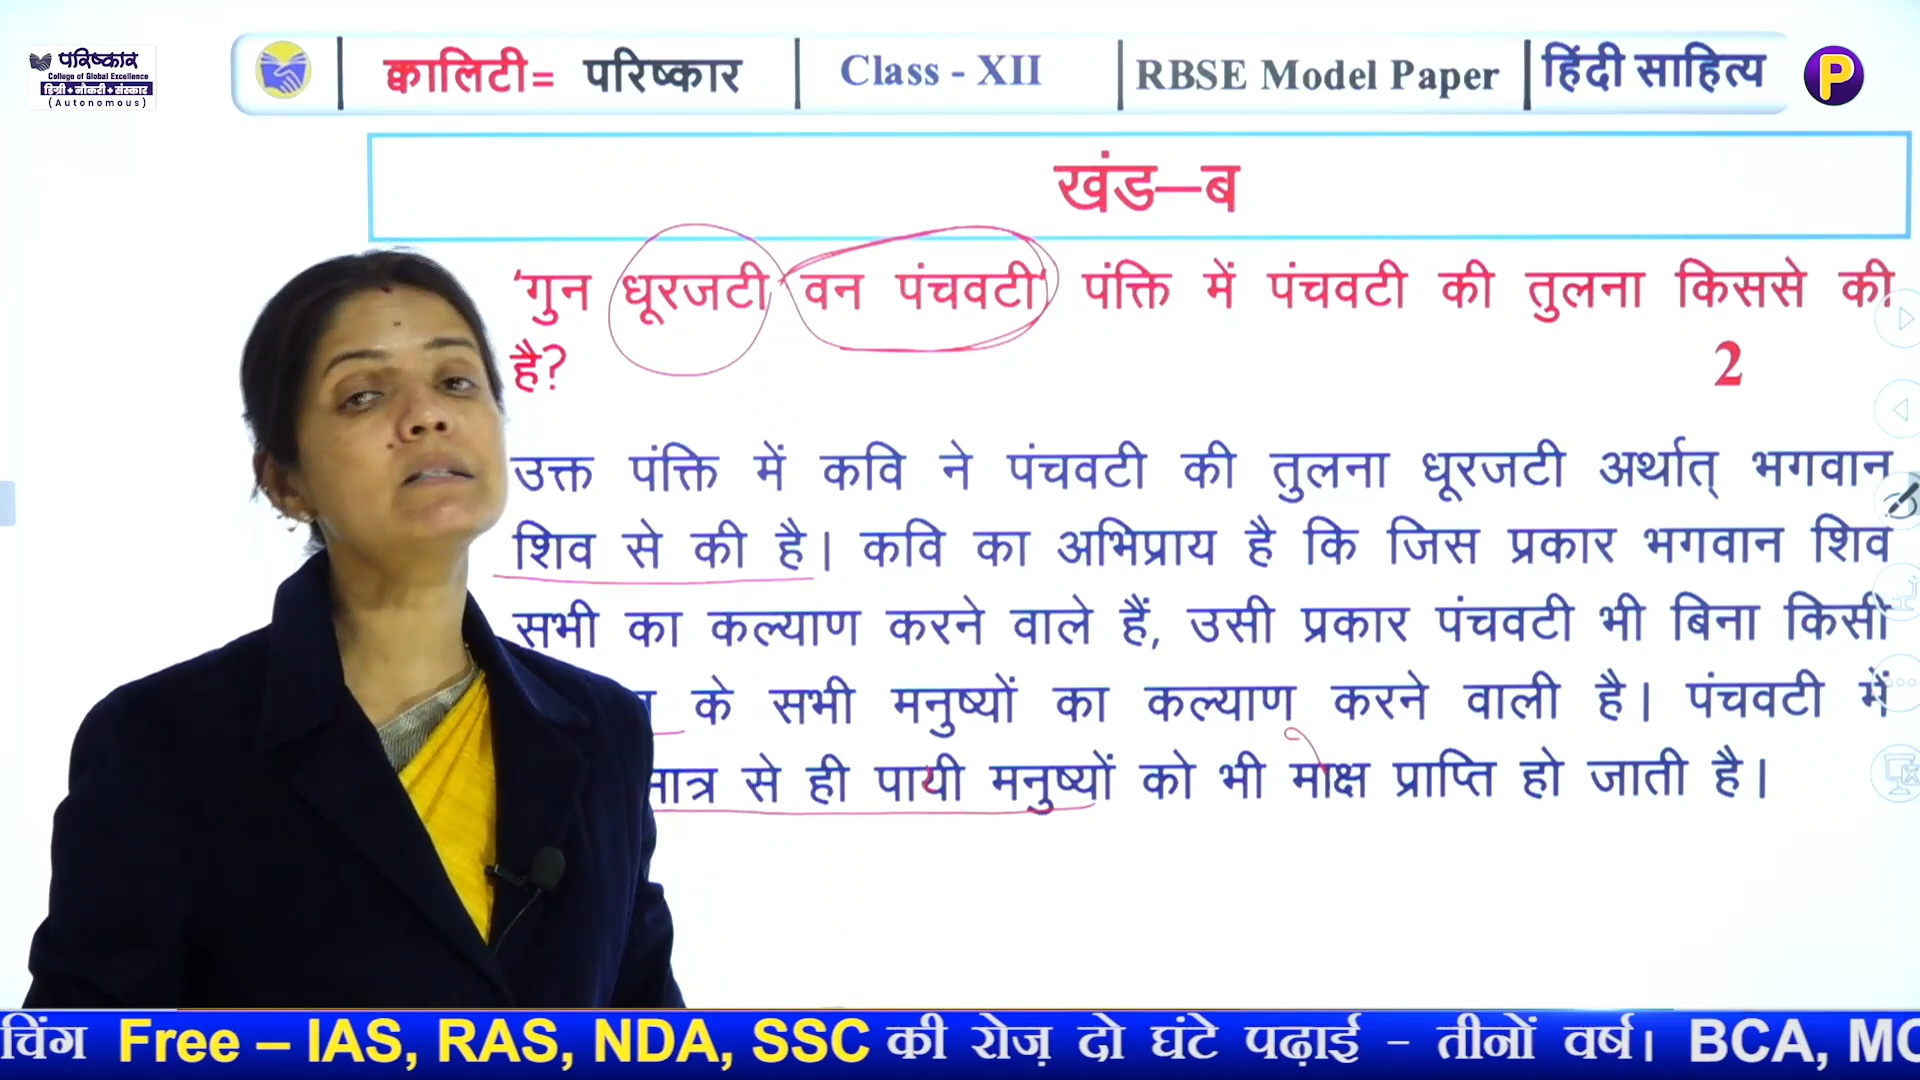 परिष्कार
College of Global Excellence
डिग्री + नौकरी + संस्कार
(Autonomous)
क्वालिटी= परिष्कार
Class - XII
RBSE Model Paper
हिंदी साहित्य
P
खंड—ब
‘गुन धूरजटी वन पंचवटी‘ पंक्ति में पंचवटी की तुलना किससे की
है? 2
उक्त पंक्ति में कवि ने पंचवटी की तुलना धूरजटी अर्थात् भगवान
शिव से की है। कवि का अभिप्राय है कि जिस प्रकार भगवान शिव
सभी का कल्याण करने वाले हैं, उसी प्रकार पंचवटी भी बिना किसी
के सभी मनुष्यों का कल्याण करने वाली है। पंचवटी में
मात्र से ही पायी मनुष्यों को भी माक्ष प्राप्ति हो जाती है।
चिंग Free – IAS, RAS, NDA, SSC की रोज़ दो घंटे पढ़ाई - तीनों वर्ष। BCA, MC